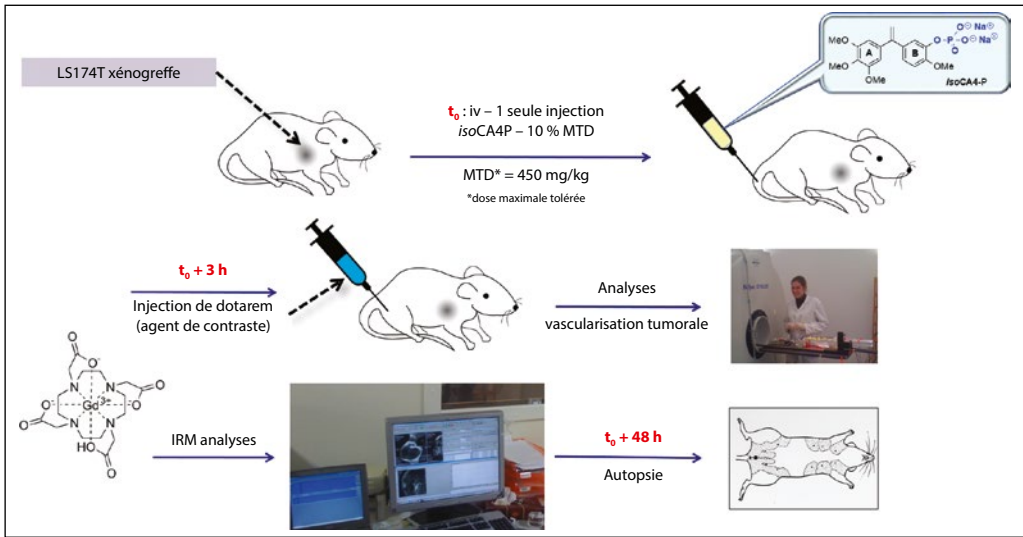 LS174T xénogreffe
t0 : iv – 1 seule injection
isoCA4P – 10 % MTD
MTD* = 450 mg/kg
*dose maximale tolérée
MeO
MeO
OMe
A
B
OMe
O
P
O⊖ Na⊕
O⊖ Na⊕
O
isoCA4-P
t0 + 3 h
Injection de dotarem
(agent de contraste)
Analyses
vascularisation tumorale
O
O-
O
N
N
Gd3+
-O
O
N
N
O
HO
O
IRM analyses
t0 + 48 h
Autopsie